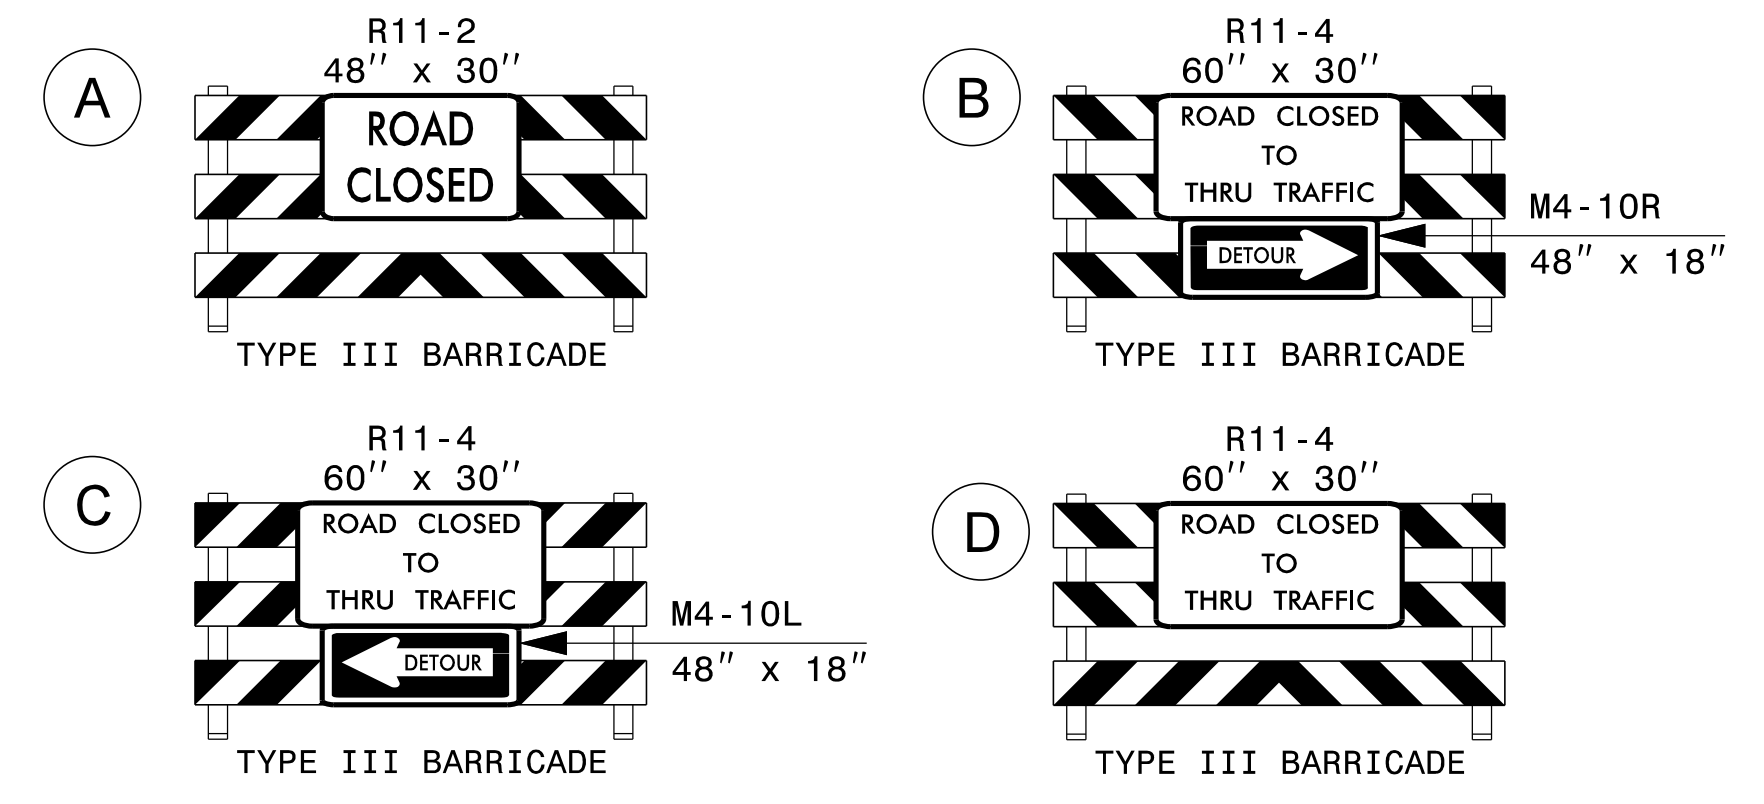 A
R11-2
48" x 30"
ROAD
CLOSED
TYPE III BARRICADE
B
R11-4
60" x 30"
ROAD CLOSED
TO
THRU TRAFFIC
DETOUR
M4-10R
48" x 18"
TYPE III BARRICADE
C
R11-4
60" x 30"
ROAD CLOSED
TO
THRU TRAFFIC
DETOUR
M4-10L
48" x 18"
TYPE III BARRICADE
D
R11-4
60" x 30"
ROAD CLOSED
TO
THRU TRAFFIC
TYPE III BARRICADE